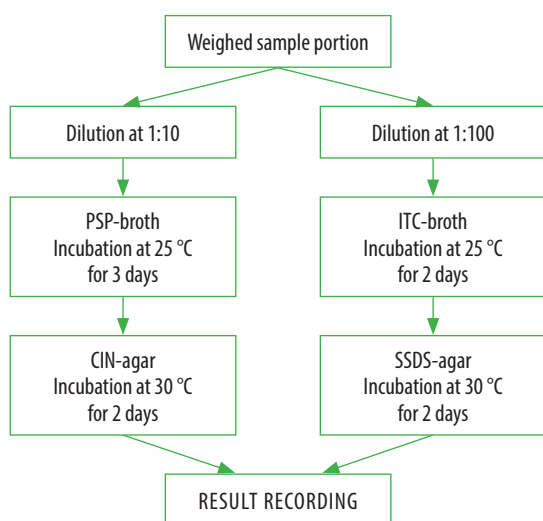 Weighed sample portion
Dilution at 1:10
Dilution at 1:100
PSP-broth
Incubation at 25 °C
for 3 days
ITC-broth
Incubation at 25 °C
for 2 days
CIN-agar
Incubation at 30 °C
for 2 days
SSDS-agar
Incubation at 30 °C
for 2 days
RESULT RECORDING